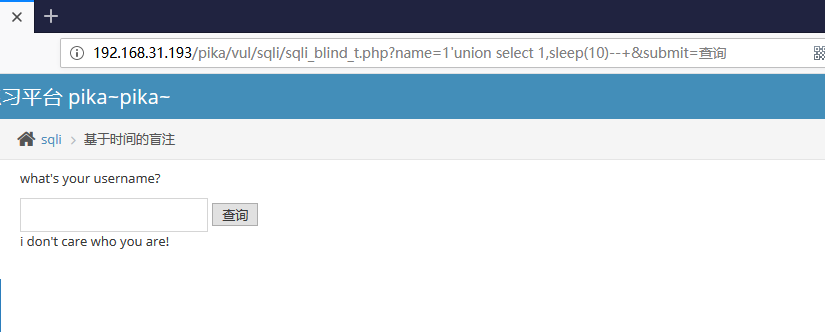 192.168.31.193/pika/vul/sqli/sqli_blind_t.php?name=1'union select 1,sleep(10)--+&submit=查询
习平台 pika~pika~
sqli > 基于时间的盲注
what's your username?
查询
i don't care who you are!